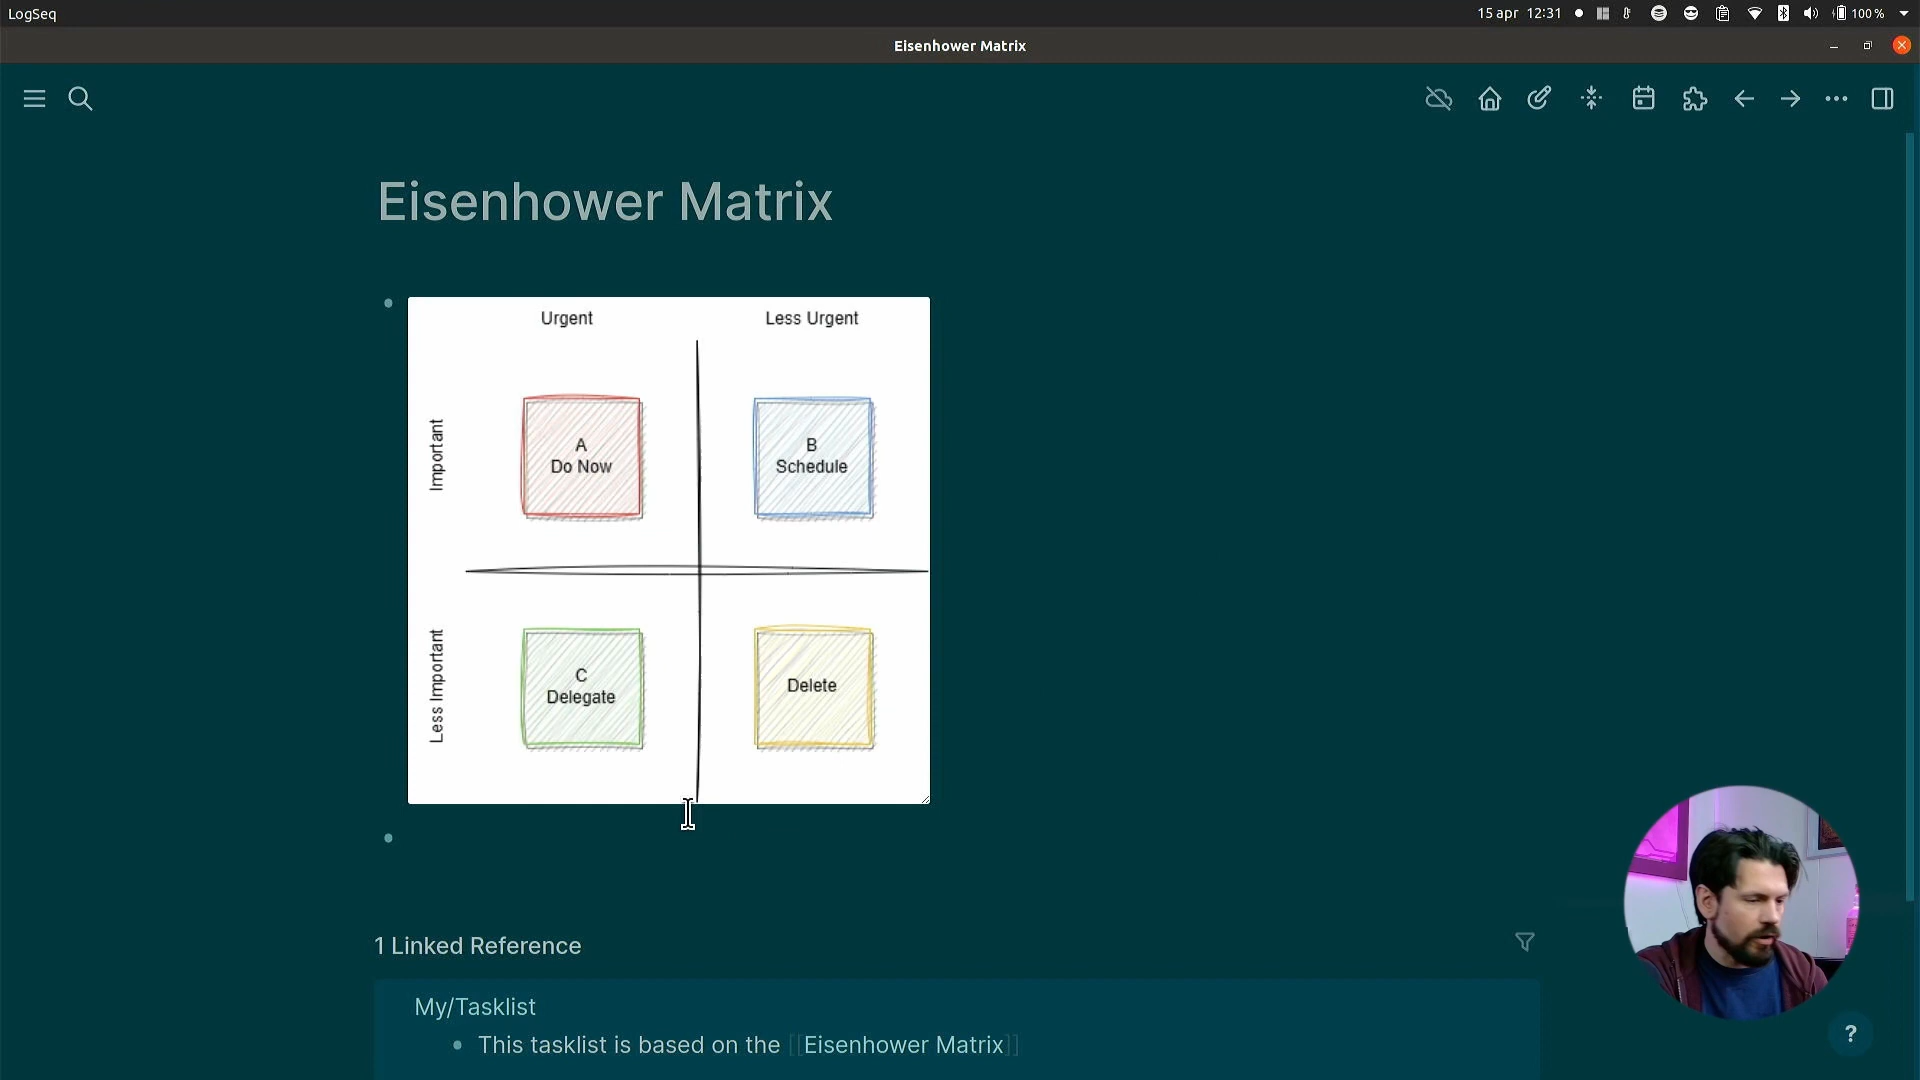 LogSeq
15 apr 12:31
100 %
Eisenhower Matrix
Eisenhower Matrix
Urgent
Less Urgent
Important
A
Do Now
B
Schedule
Less Important
C
Delegate
Delete
1 Linked Reference
My/Tasklist
This tasklist is based on the [[Eisenhower Matrix]]
?